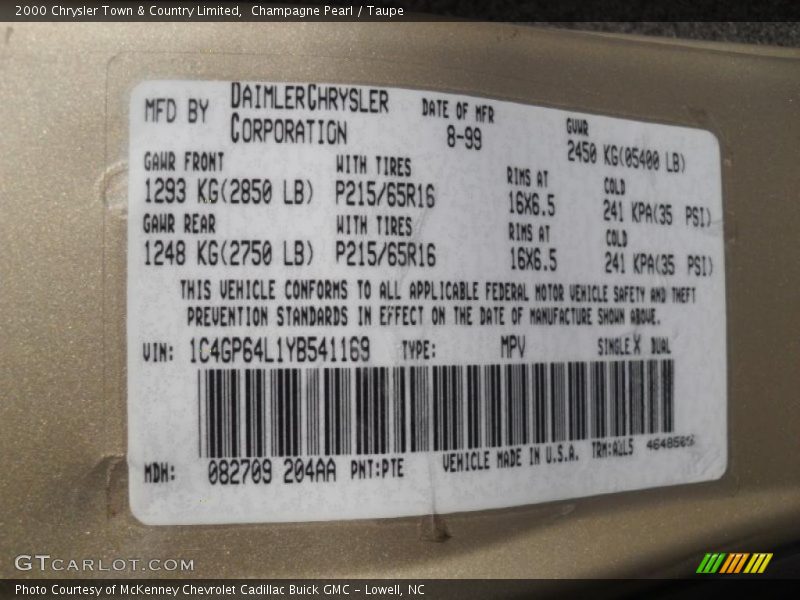 2000 Chrysler Town & Country Limited, Champagne Pearl / Taupe
MFD BY DAIMLERCHRYSLER CORPORATION DATE OF MFR 8-99 GVWR 2450 KG(05400 LB)
GAWR FRONT WITH TIRES RIMS AT COLD
1293 KG(2850 LB) P215/65R16 16X6.5 241 KPA(35 PSI)
GAWR REAR WITH TIRES RIMS AT COLD
1248 KG(2750 LB) P215/65R16 16X6.5 241 KPA(35 PSI)
THIS VEHICLE CONFORMS TO ALL APPLICABLE FEDERAL MOTOR VEHICLE SAFETY AND THEFT
PREVENTION STANDARDS IN EFFECT ON THE DATE OF MANUFACTURE SHOWN ABOVE.
VIN: 1C4GP64L1YB541169 TYPE: MPV SINGLE X DUAL
MDH: 082709 204AA PNT:PTE VEHICLE MADE IN U.S.A.
GTCARLOT.COM
Photo Courtesy of McKenney Chevrolet Cadillac Buick GMC - Lowell, NC